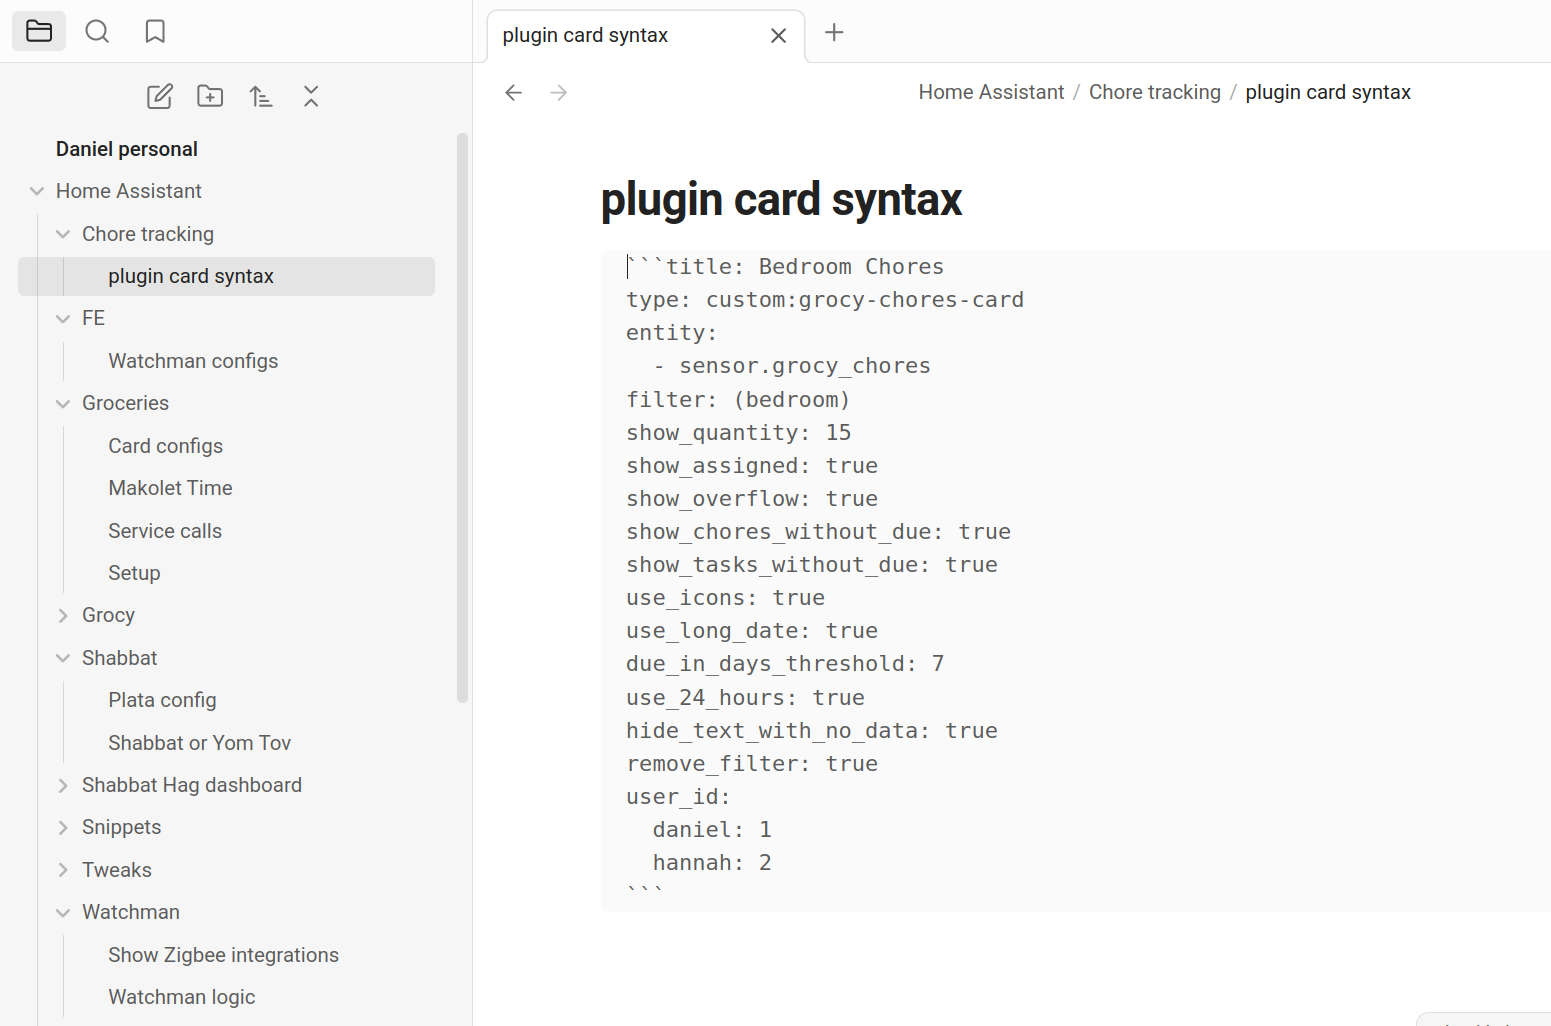 plugin card syntax
Home Assistant / Chore tracking / plugin card syntax
Daniel personal
Home Assistant
Chore tracking
plugin card syntax
FE
Watchman configs
Groceries
Card configs
Makolet Time
Service calls
Setup
Grocy
Shabbat
Plata config
Shabbat or Yom Tov
Shabbat Hag dashboard
Snippets
Tweaks
Watchman
Show Zigbee integrations
Watchman logic
plugin card syntax
```title: Bedroom Chores
type: custom:grocy-chores-card
entity:
  - sensor.grocy_chores
filter: (bedroom)
show_quantity: 15
show_assigned: true
show_overflow: true
show_chores_without_due: true
show_tasks_without_due: true
use_icons: true
use_long_date: true
due_in_days_threshold: 7
use_24_hours: true
hide_text_with_no_data: true
remove_filter: true
user_id:
  daniel: 1
  hannah: 2
```